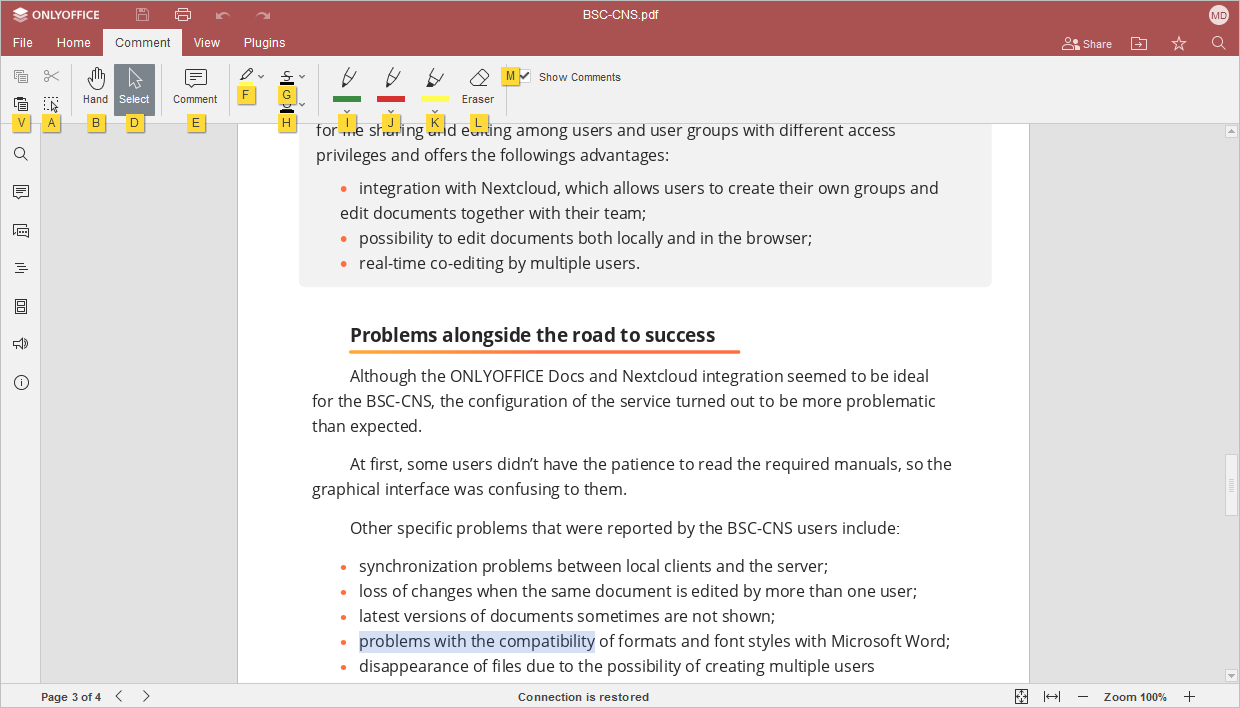 ONLYOFFICE
BSC-CNS.pdf
MD
File Home Comment View Plugins
Share
Hand Select Comment Eraser Show Comments
M
F G
V A B D E H I J K L
for file sharing and editing among users and user groups with different access
privileges and offers the followings advantages:
• integration with Nextcloud, which allows users to create their own groups and
edit documents together with their team;
• possibility to edit documents both locally and in the browser;
• real-time co-editing by multiple users.
Problems alongside the road to success
Although the ONLYOFFICE Docs and Nextcloud integration seemed to be ideal
for the BSC-CNS, the configuration of the service turned out to be more problematic
than expected.
At first, some users didn’t have the patience to read the required manuals, so the
graphical interface was confusing to them.
Other specific problems that were reported by the BSC-CNS users include:
• synchronization problems between local clients and the server;
• loss of changes when the same document is edited by more than one user;
• latest versions of documents sometimes are not shown;
• problems with the compatibility of formats and font styles with Microsoft Word;
• disappearance of files due to the possibility of creating multiple users
Page 3 of 4
Connection is restored
Zoom 100%